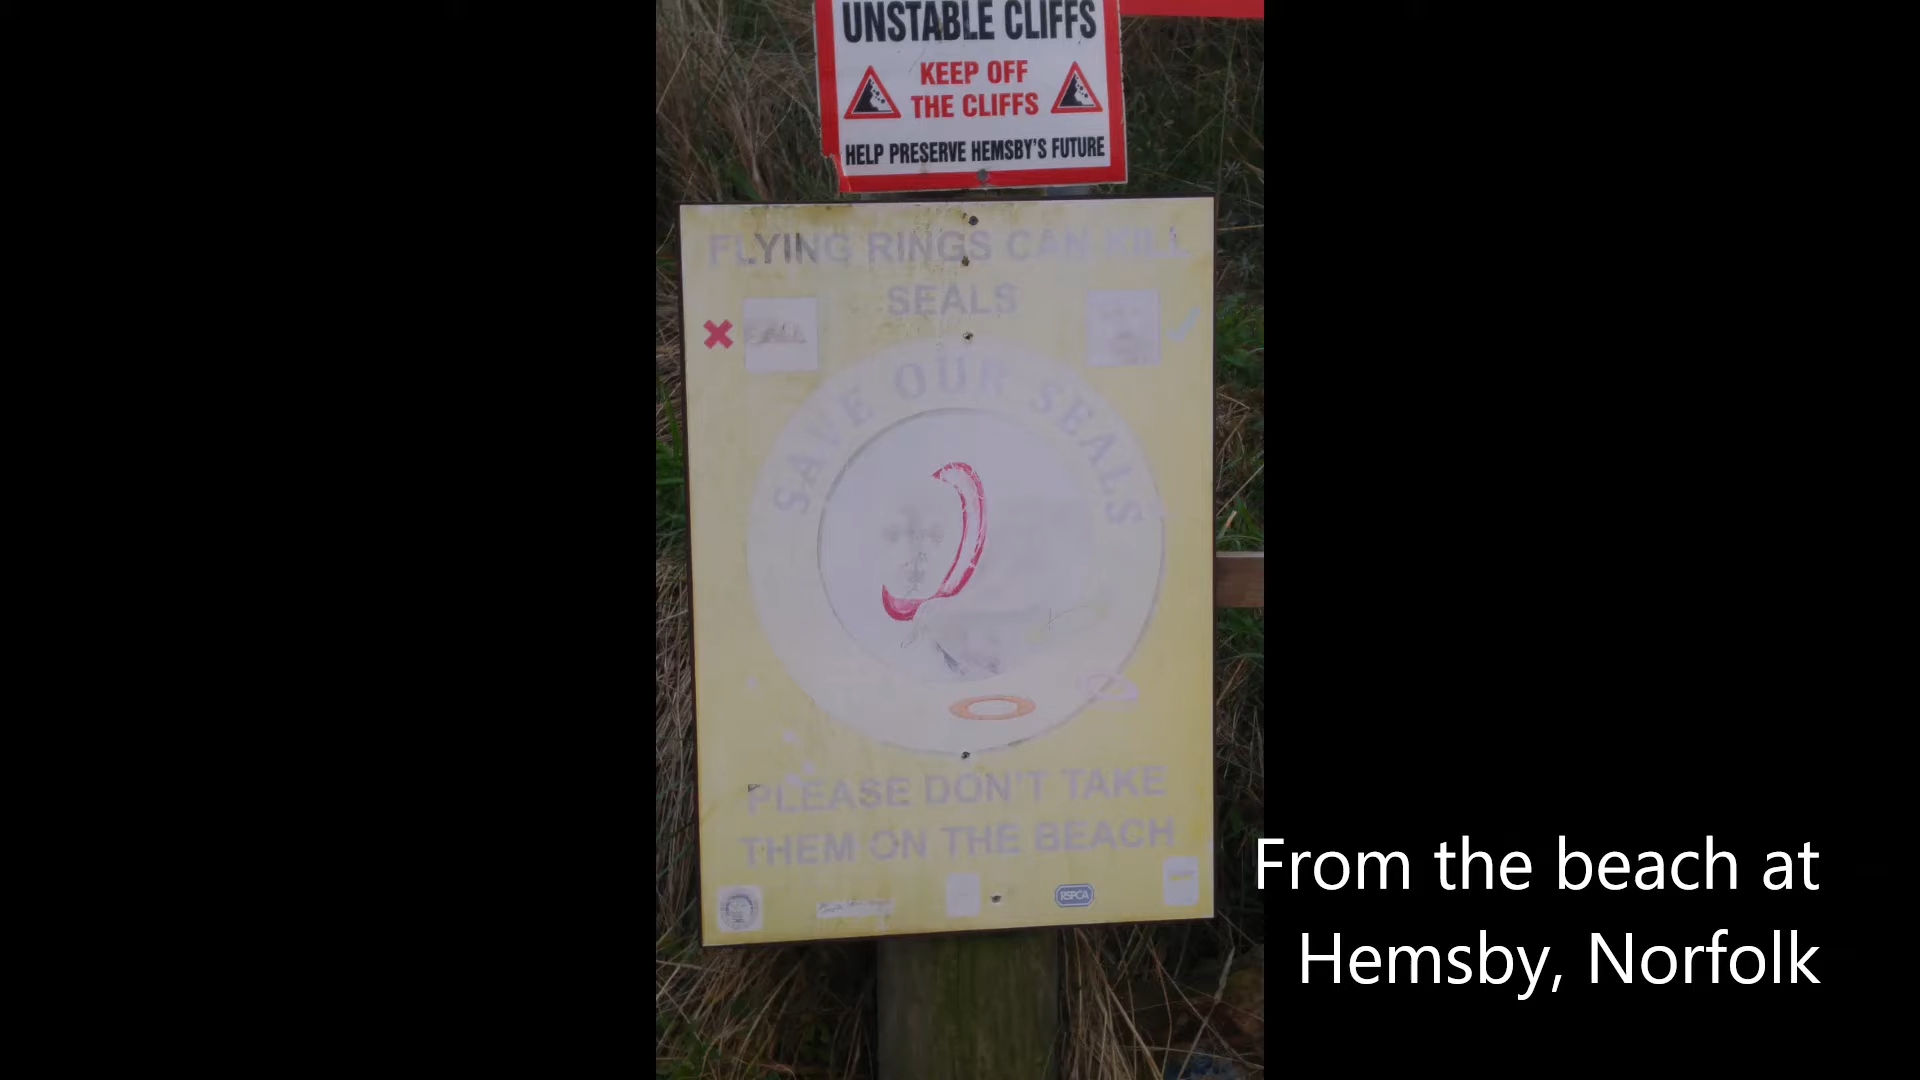 UNSTABLE CLIFFS
KEEP OFF
THE CLIFFS
HELP PRESERVE HEMSBY'S FUTURE
FLYING RINGS CAN KILL
SEALS
SAVE OUR SEALS
PLEASE DON'T TAKE
THEM ON THE BEACH
RSPCA
From the beach at
Hemsby, Norfolk